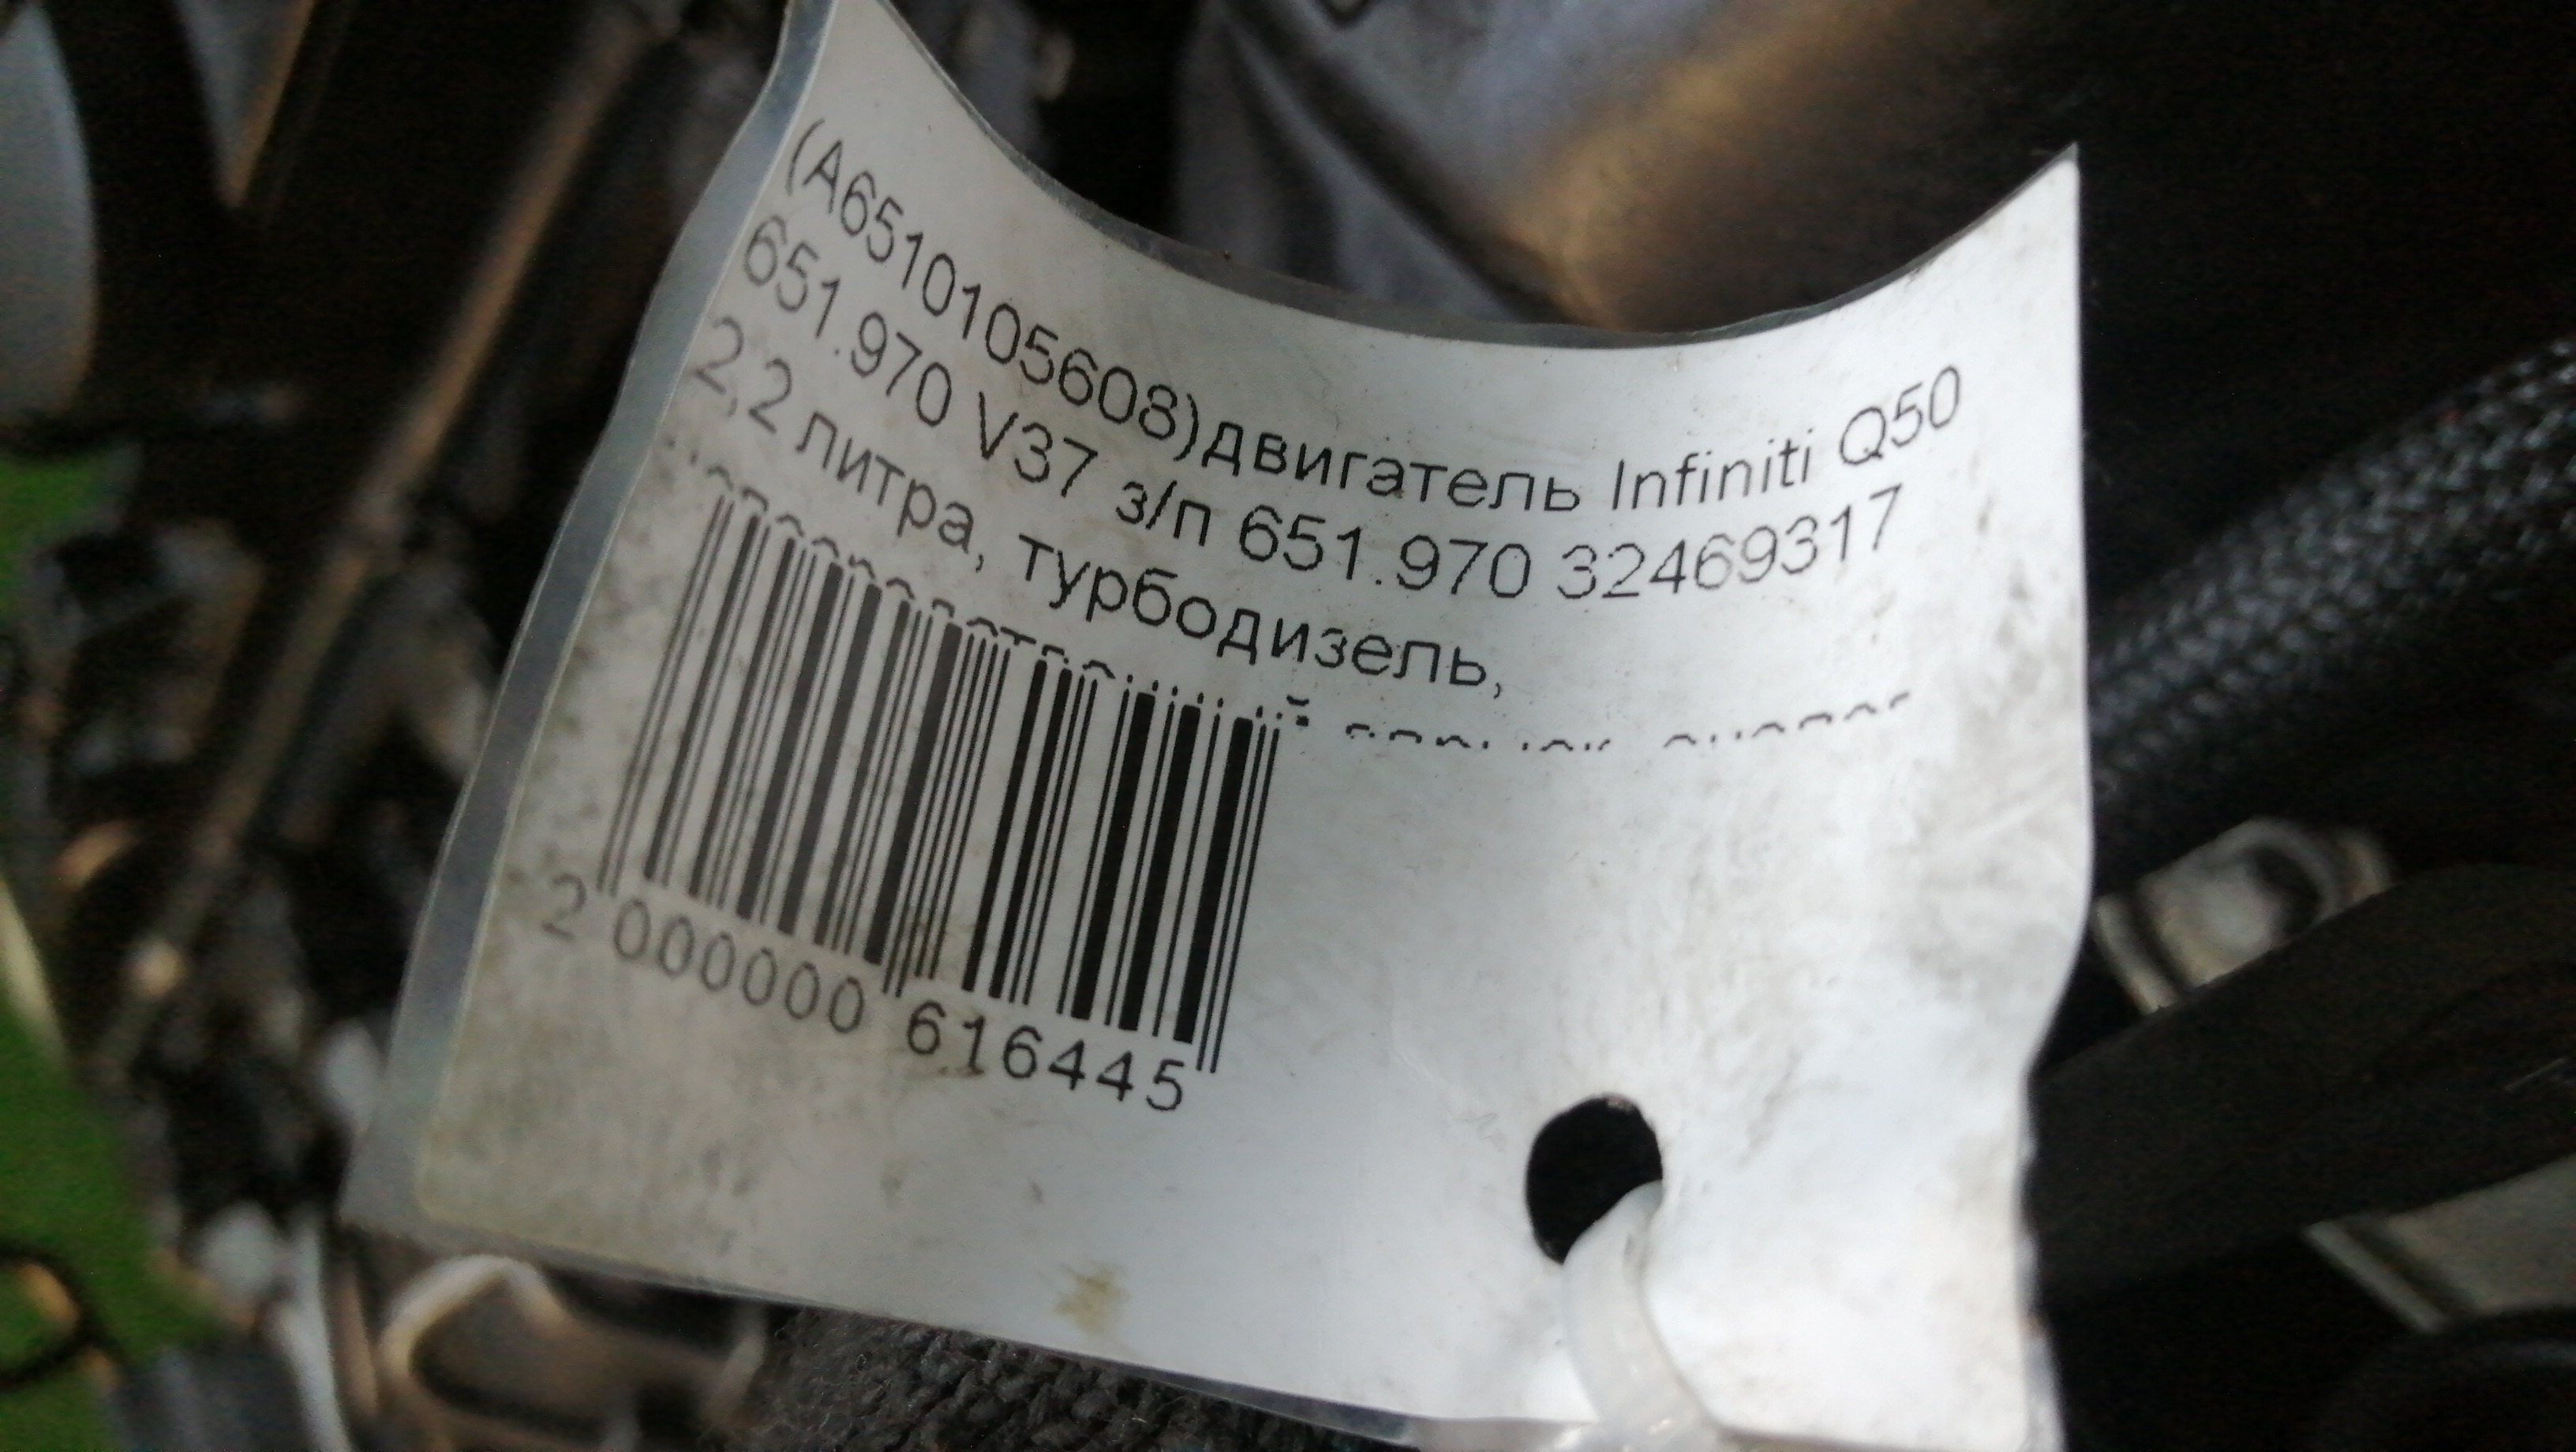 (A6510105608)двигатель Infiniti Q50
651.970 V37 з/п 651.970 32469317
2,2 литра, турбодизель,
2 000000 616445